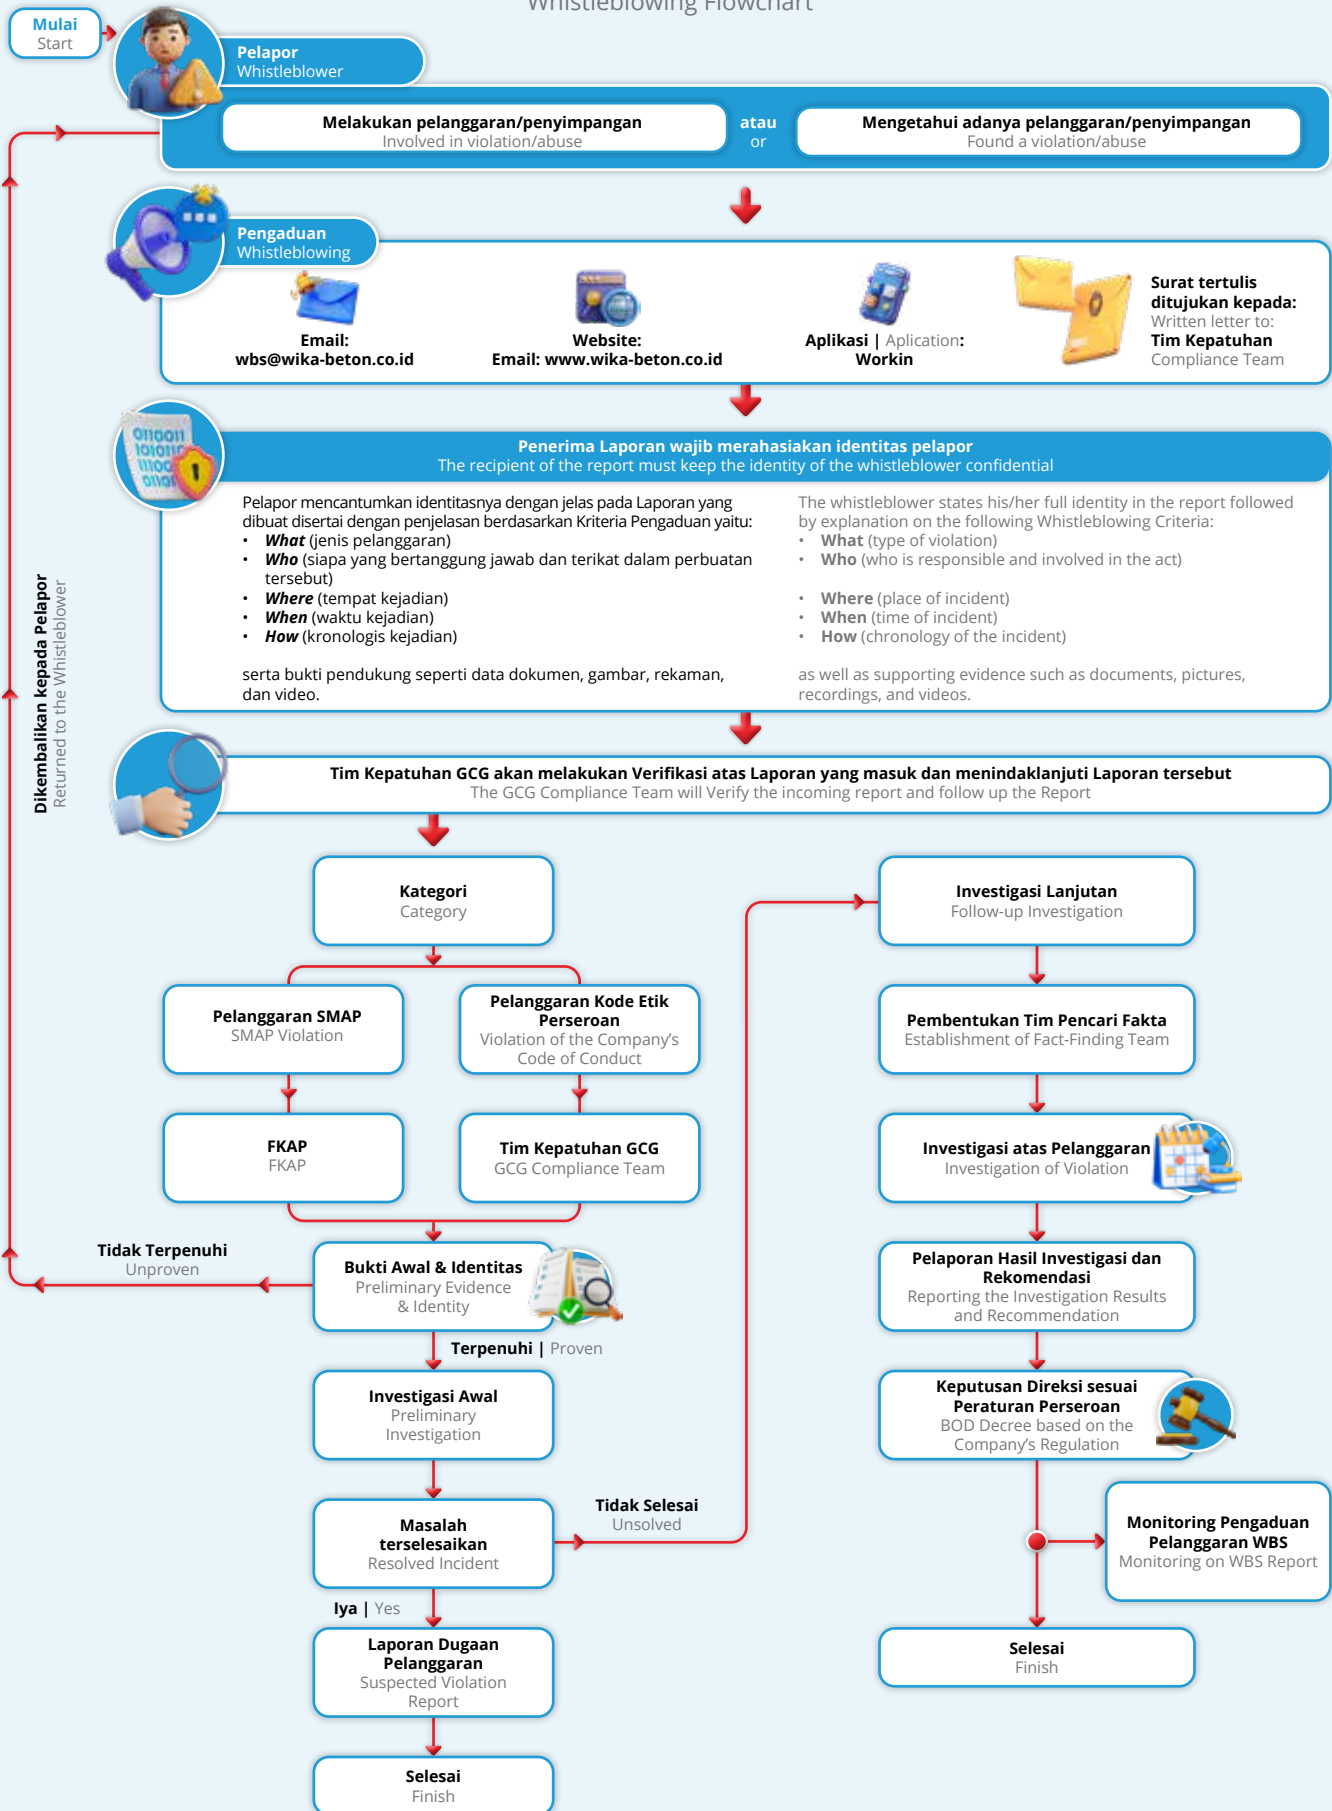 Whistleblowing Flowchart
Mulai
Start
Pelapor
Whistleblower
Melakukan pelanggaran/penyimpangan
Involved in violation/abuse
atau
or
Mengetahui adanya pelanggaran/penyimpangan
Found a violation/abuse
Pengaduan
Whistleblowing
Email:
wbs@wika-beton.co.id
Website:
Email: www.wika-beton.co.id
Aplikasi | Aplication:
Workin
Surat tertulis
ditujukan kepada:
Written letter to:
Tim Kepatuhan
Compliance Team
Penerima Laporan wajib merahasiakan identitas pelapor
The recipient of the report must keep the identity of the whistleblower confidential
Pelapor mencantumkan identitasnya dengan jelas pada Laporan yang
dibuat disertai dengan penjelasan berdasarkan Kriteria Pengaduan yaitu:
• What (jenis pelanggaran)
• Who (siapa yang bertanggung jawab dan terikat dalam perbuatan
tersebut)
• Where (tempat kejadian)
• When (waktu kejadian)
• How (kronologis kejadian)
serta bukti pendukung seperti data dokumen, gambar, rekaman,
dan video.
The whistleblower states his/her full identity in the report followed
by explanation on the following Whistleblowing Criteria:
• What (type of violation)
• Who (who is responsible and involved in the act)
• Where (place of incident)
• When (time of incident)
• How (chronology of the incident)
as well as supporting evidence such as documents, pictures,
recordings, and videos.
Dikembalikan kepada Pelapor
Returned to the Whistleblower
Tim Kepatuhan GCG akan melakukan Verifikasi atas Laporan yang masuk dan menindaklanjuti Laporan tersebut
The GCG Compliance Team will Verify the incoming report and follow up the Report
Kategori
Category
Pelanggaran SMAP
SMAP Violation
Pelanggaran Kode Etik
Perseroan
Violation of the Company's
Code of Conduct
FKAP
FKAP
Tim Kepatuhan GCG
GCG Compliance Team
Tidak Terpenuhi
Unproven
Bukti Awal & Identitas
Preliminary Evidence
& Identity
Terpenuhi | Proven
Investigasi Awal
Preliminary
Investigation
Masalah
terselesaikan
Resolved Incident
Tidak Selesai
Unsolved
Iya | Yes
Laporan Dugaan
Pelanggaran
Suspected Violation
Report
Selesai
Finish
Investigasi Lanjutan
Follow-up Investigation
Pembentukan Tim Pencari Fakta
Establishment of Fact-Finding Team
Investigasi atas Pelanggaran
Investigation of Violation
Pelaporan Hasil Investigasi dan
Rekomendasi
Reporting the Investigation Results
and Recommendation
Keputusan Direksi sesuai
Peraturan Perseroan
BOD Decree based on the
Company's Regulation
Monitoring Pengaduan
Pelanggaran WBS
Monitoring on WBS Report
Selesai
Finish